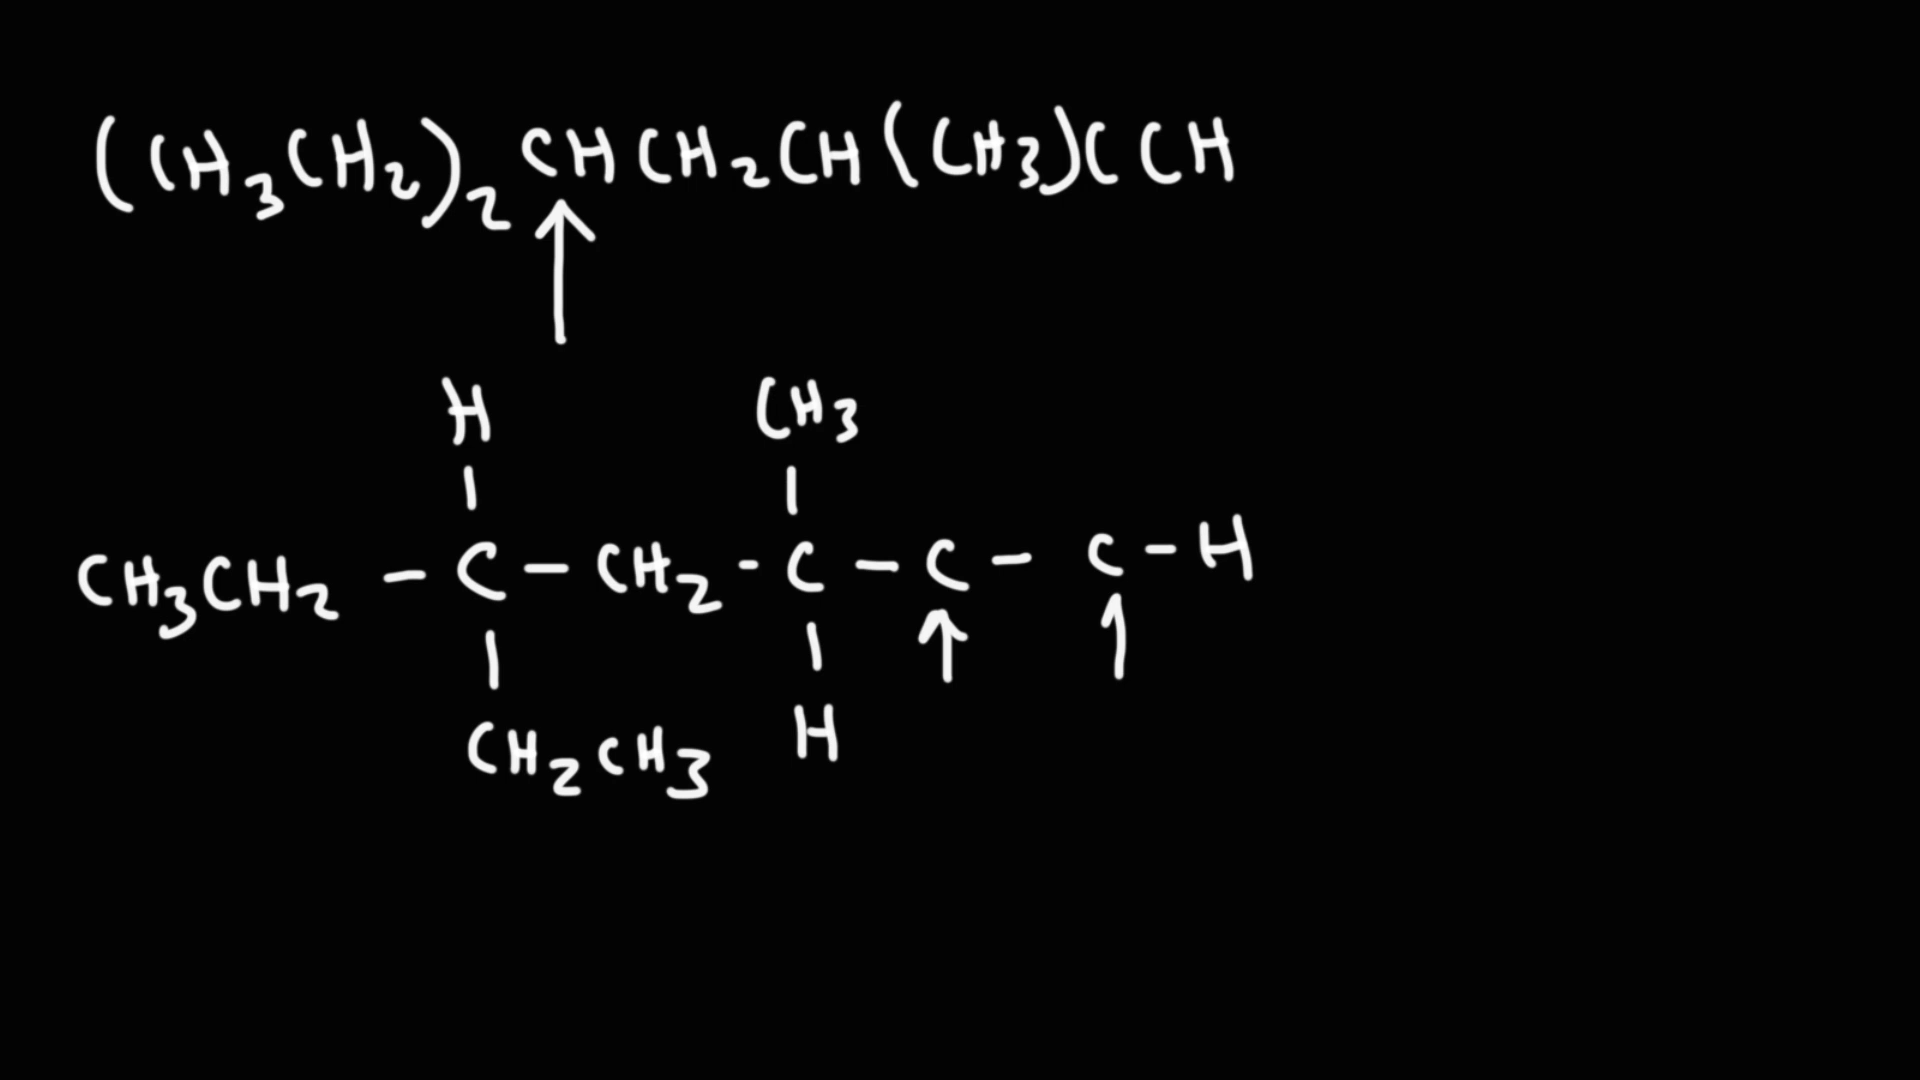 (CH3CH2)2CHCH2CH(CH3)CCH
H CH3
CH3CH2 - C - CH2 - C - C - C - H
CH2CH3 H